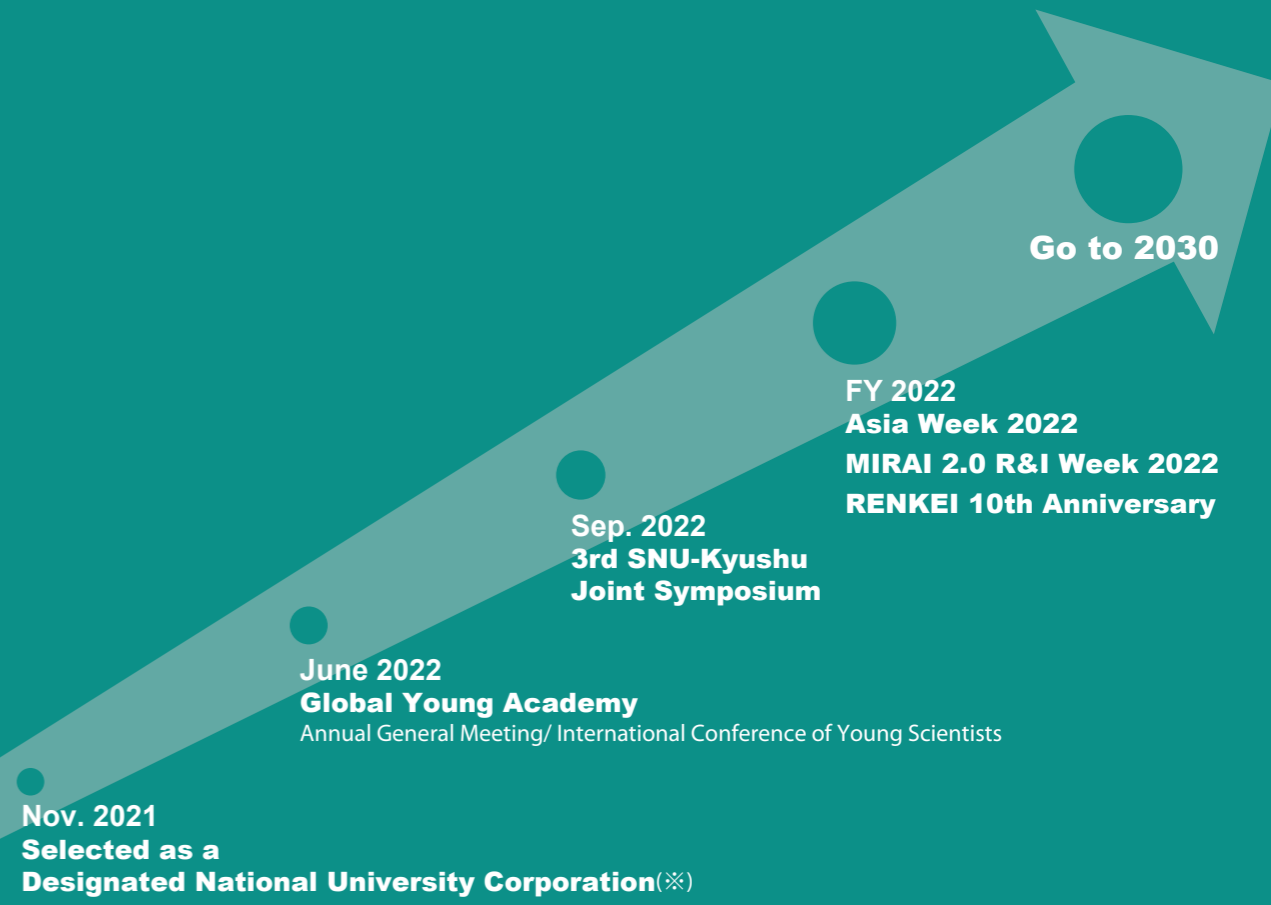 Go to 2030
FY 2022
Asia Week 2022
MIRAI 2.0 R&I Week 2022
RENKEI 10th Anniversary
Sep. 2022
3rd SNU-Kyushu
Joint Symposium
June 2022
Global Young Academy
Annual General Meeting/ International Conference of Young Scientists
Nov. 2021
Selected as a
Designated National University Corporation(※)